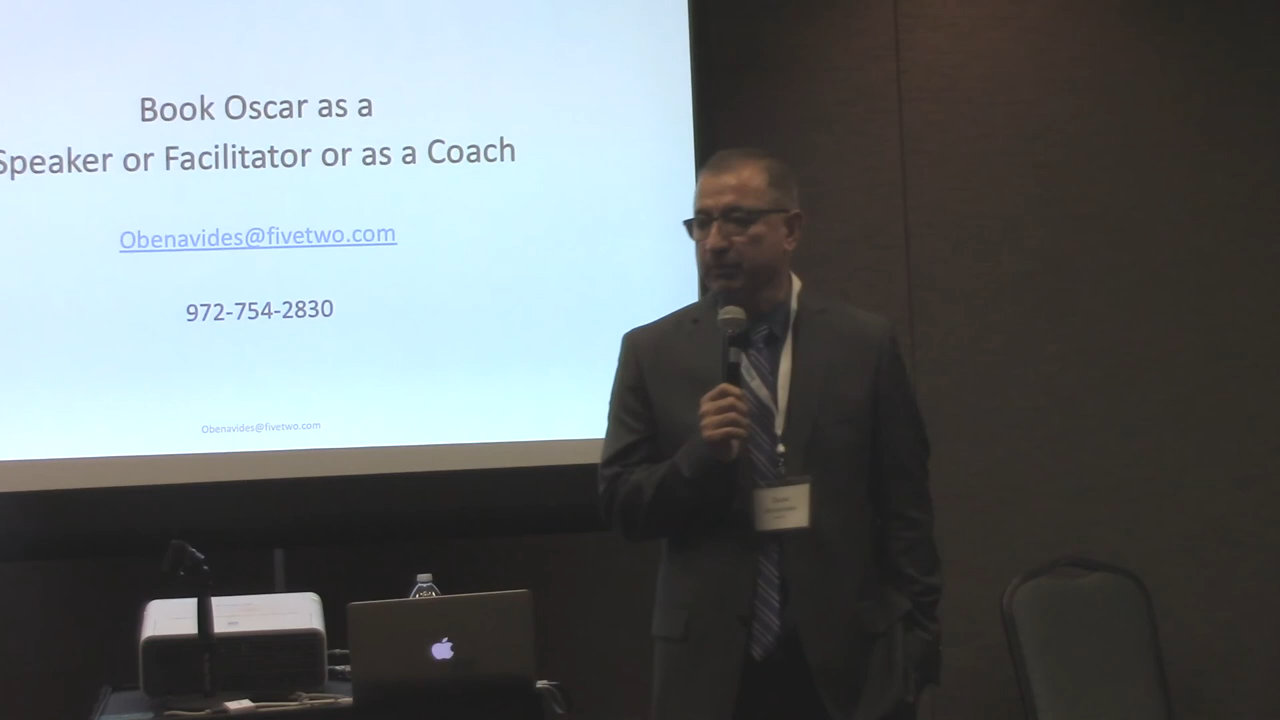 Book Oscar as a
Speaker or Facilitator or as a Coach
Obenavides@fivetwo.com
972-754-2830
Obenavides@fivetwo.com